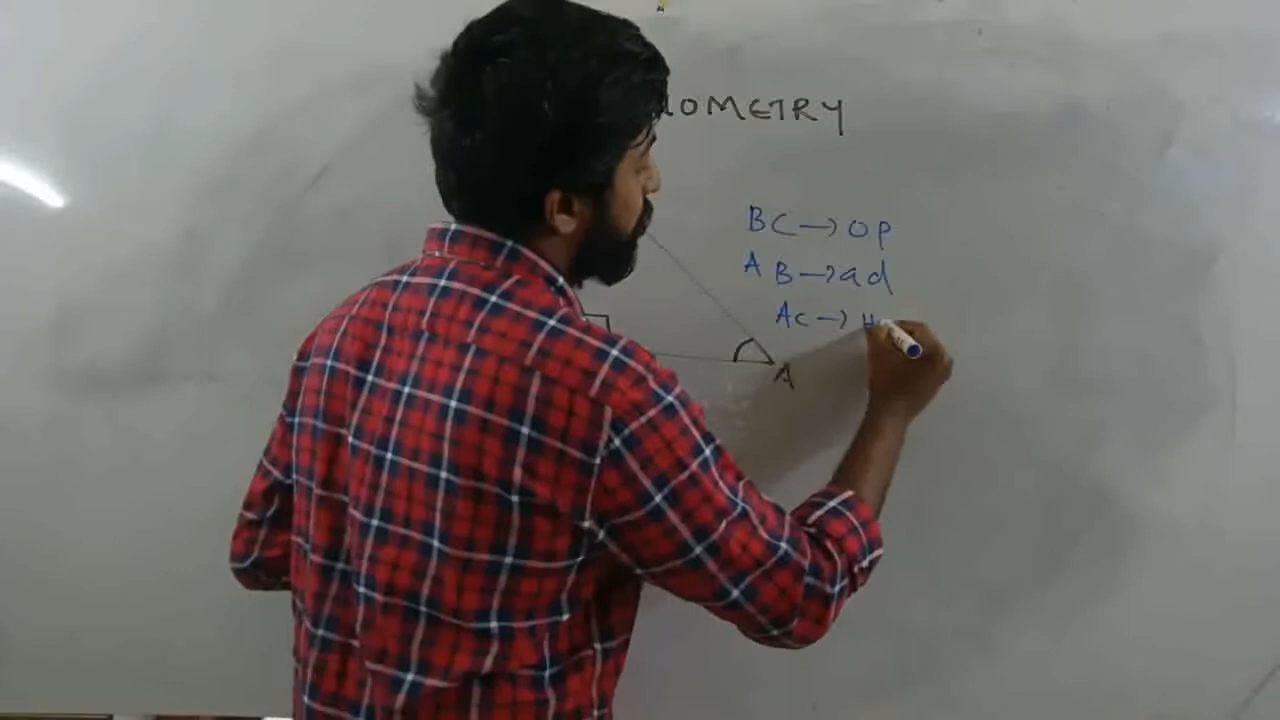 OMETRY
BC → op
AB → ad
AC → H
A